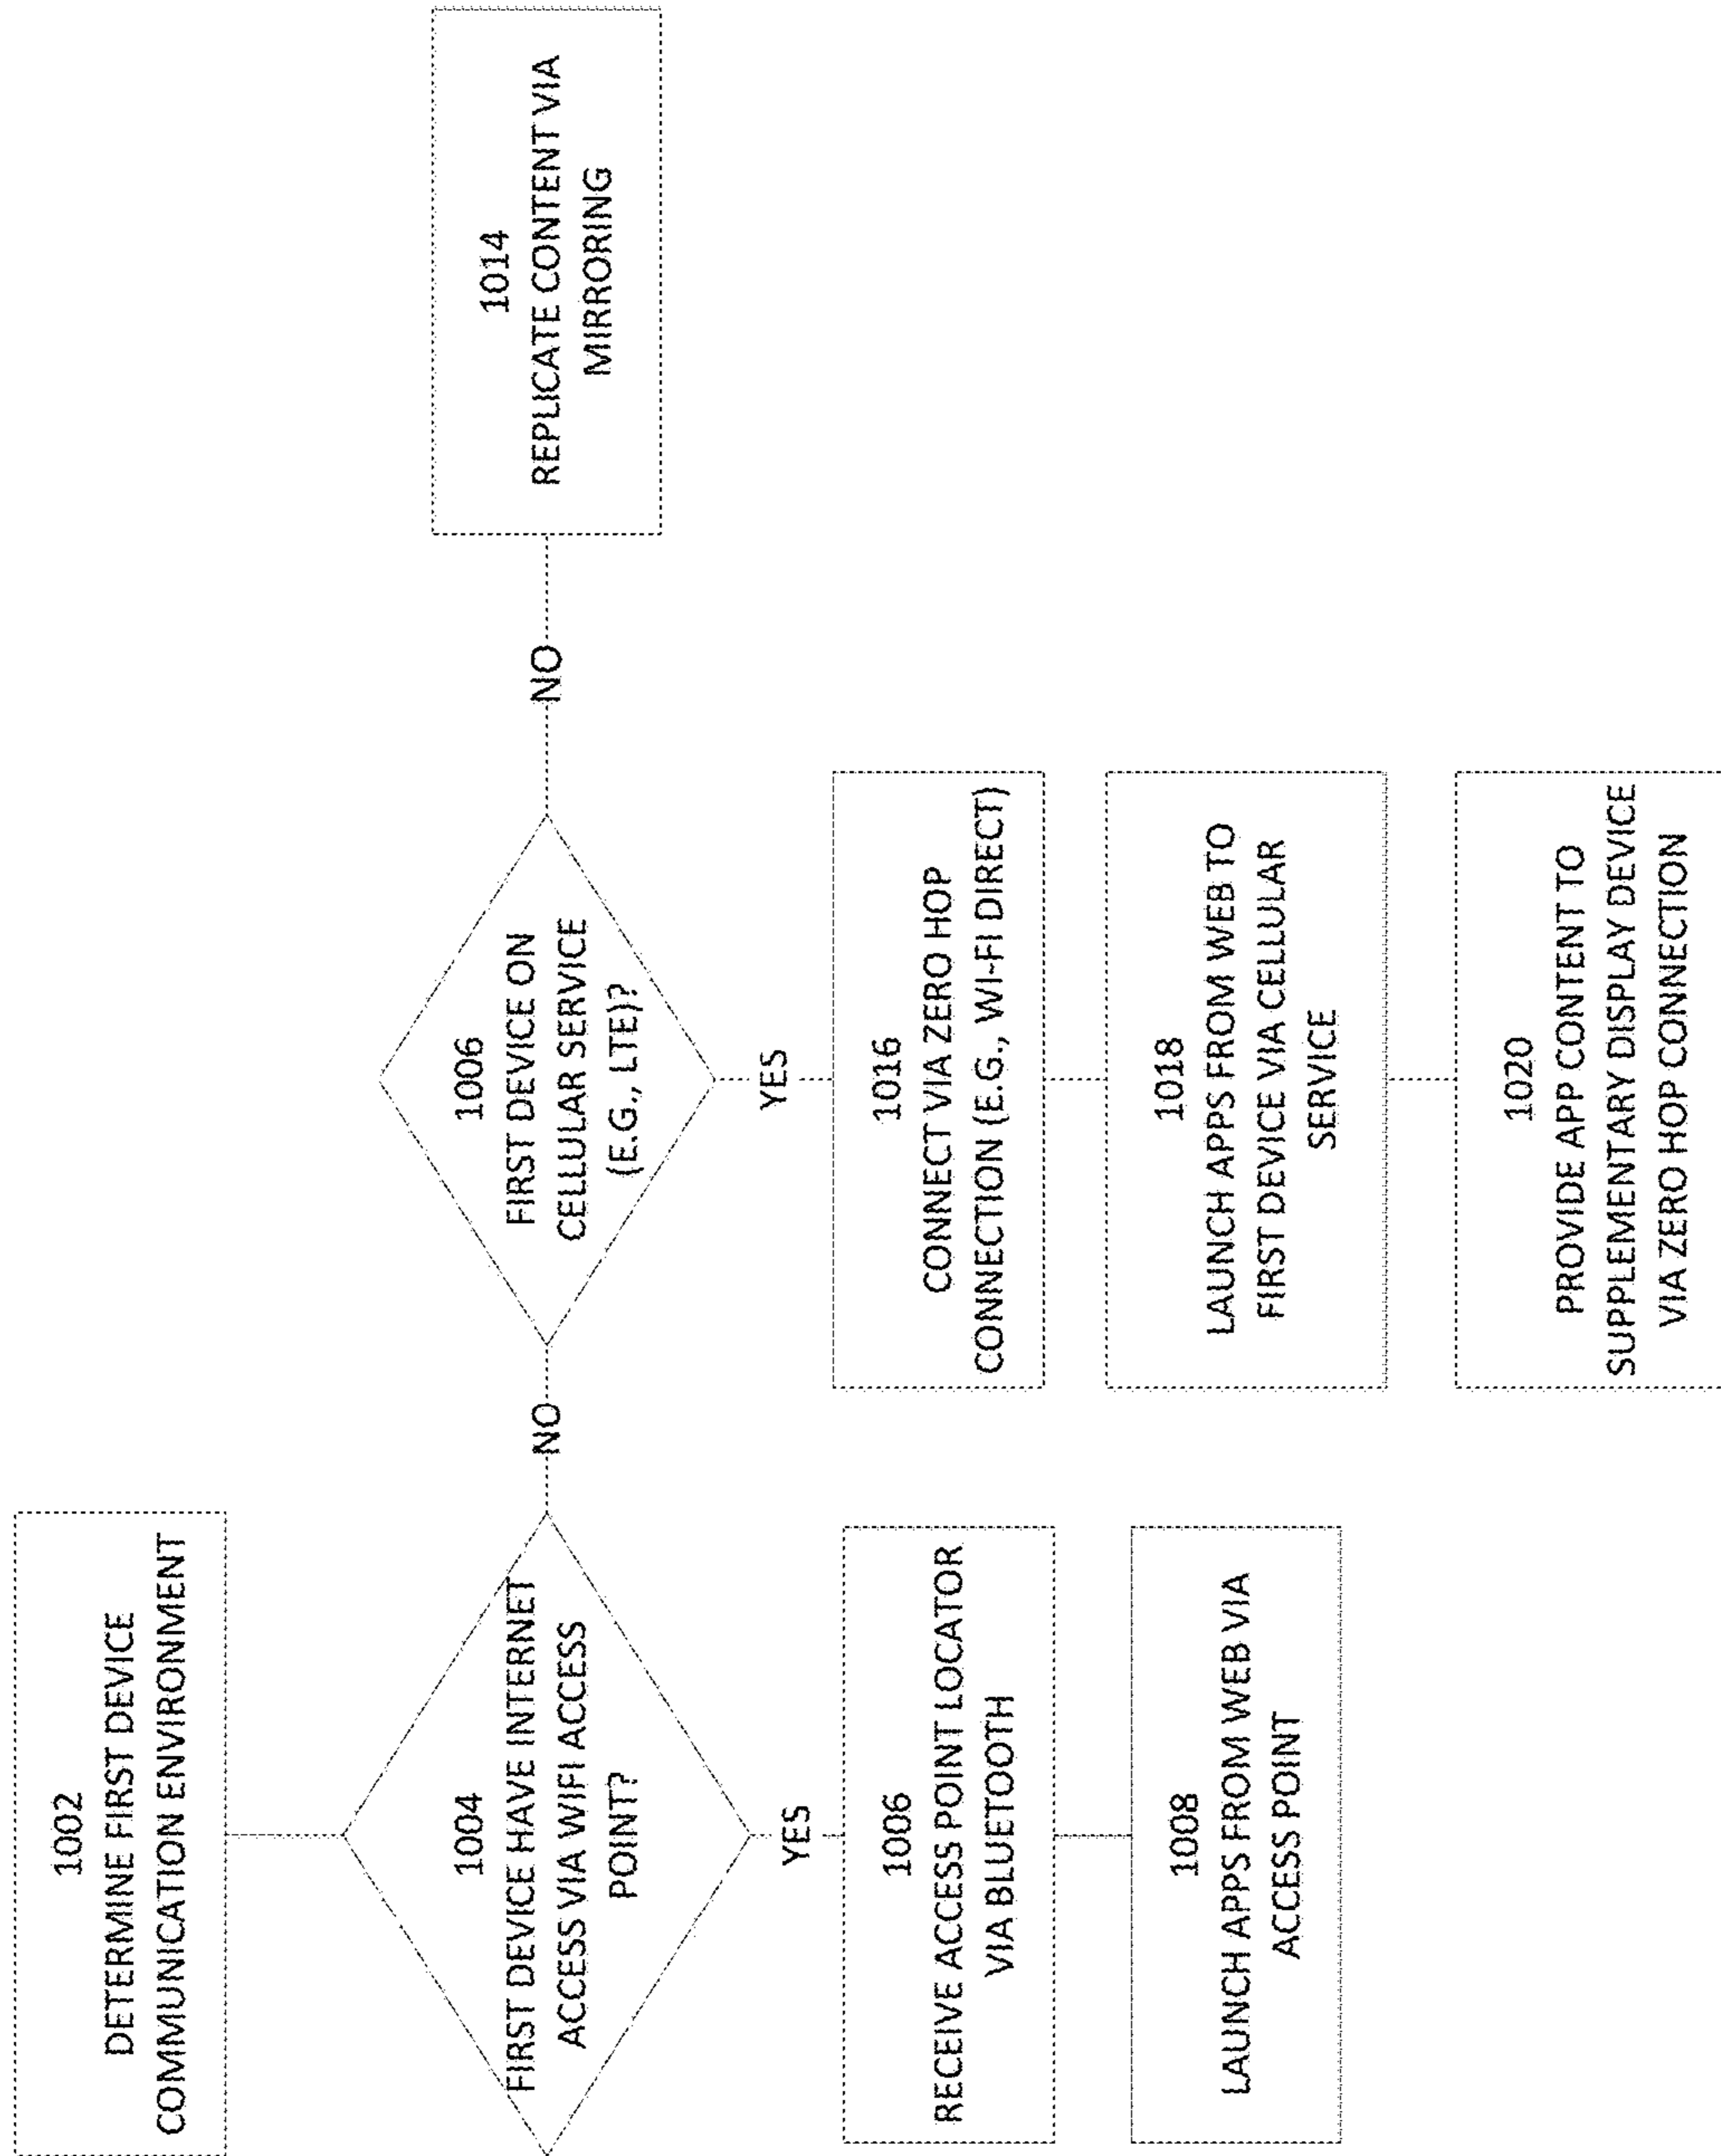 1002
DETERMINE FIRST DEVICE
COMMUNICATION ENVIRONMENT
1004
FIRST DEVICE HAVE INTERNET
ACCESS VIA WIFI ACCESS
POINT?
YES
1006
RECEIVE ACCESS POINT LOCATOR
VIA BLUETOOTH
1008
LAUNCH APPS FROM WEB VIA
ACCESS POINT
NO
1006
FIRST DEVICE ON
CELLULAR SERVICE
(E.G., LTE)?
YES
1016
CONNECT VIA ZERO HOP
CONNECTION (E.G., WI-FI DIRECT)
1018
LAUNCH APPS FROM WEB TO
FIRST DEVICE VIA CELLULAR
SERVICE
1020
PROVIDE APP CONTENT TO
SUPPLEMENTARY DISPLAY DEVICE
VIA ZERO HOP CONNECTION
NO
1014
REPLICATE CONTENT VIA
MIRRORING